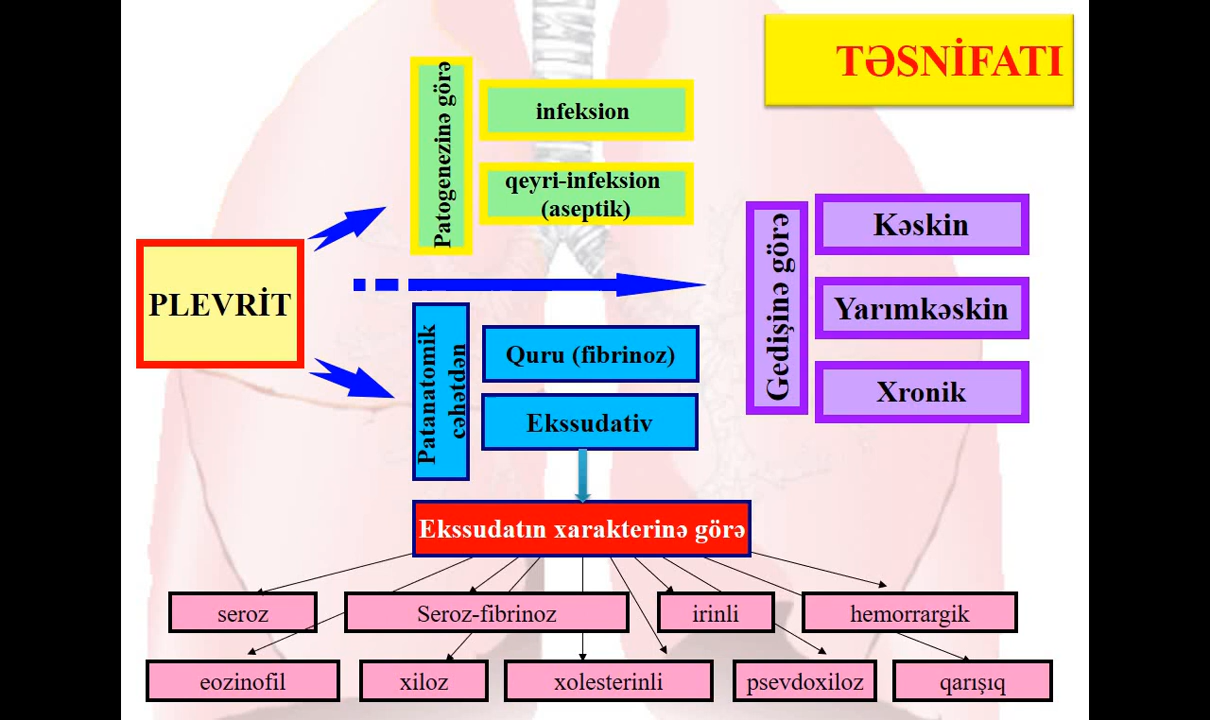 TƏSNİFATI
PLEVRİT
Patogenezinə görə
infeksion
qeyri-infeksion
(aseptik)
Gedişinə görə
Kəskin
Yarımkəskin
Xronik
Patanatomik
cəhətdən
Quru (fibrinoz)
Ekssudativ
Ekssudatın xarakterinə görə
seroz
Seroz-fibrinoz
irinli
hemorrargik
eozinofil
xiloz
xolesterinli
psevdoxiloz
qarışıq